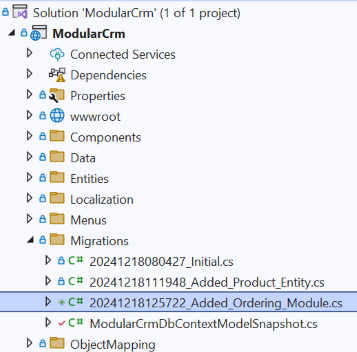 Solution 'ModularCrm' (1 of 1 project)
ModularCrm
Connected Services
Dependencies
Properties
wwwroot
Components
Data
Entities
Localization
Menus
Migrations
C# 20241218080427_Initial.cs
C# 20241218111948_Added_Product_Entity.cs
C# 20241218125722_Added_Ordering_Module.cs
C# ModularCrmDbContextModelSnapshot.cs
ObjectMapping